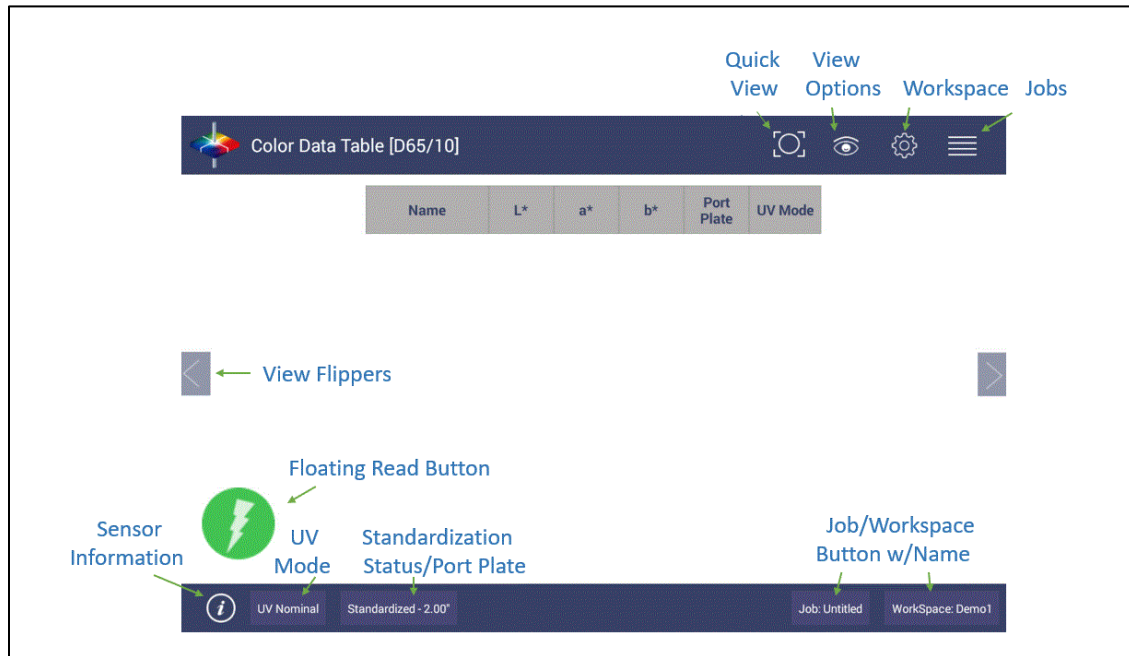 Quick View
View Options Workspace Jobs
Color Data Table [D65/10]
Name L* a* b* Port Plate UV Mode
View Flippers
Floating Read Button
Sensor Information
UV Mode
Standardization Status/Port Plate
Job/Workspace Button w/Name
i
UV Nominal
Standardized - 2.00"
Job: Untitled
WorkSpace: Demo1